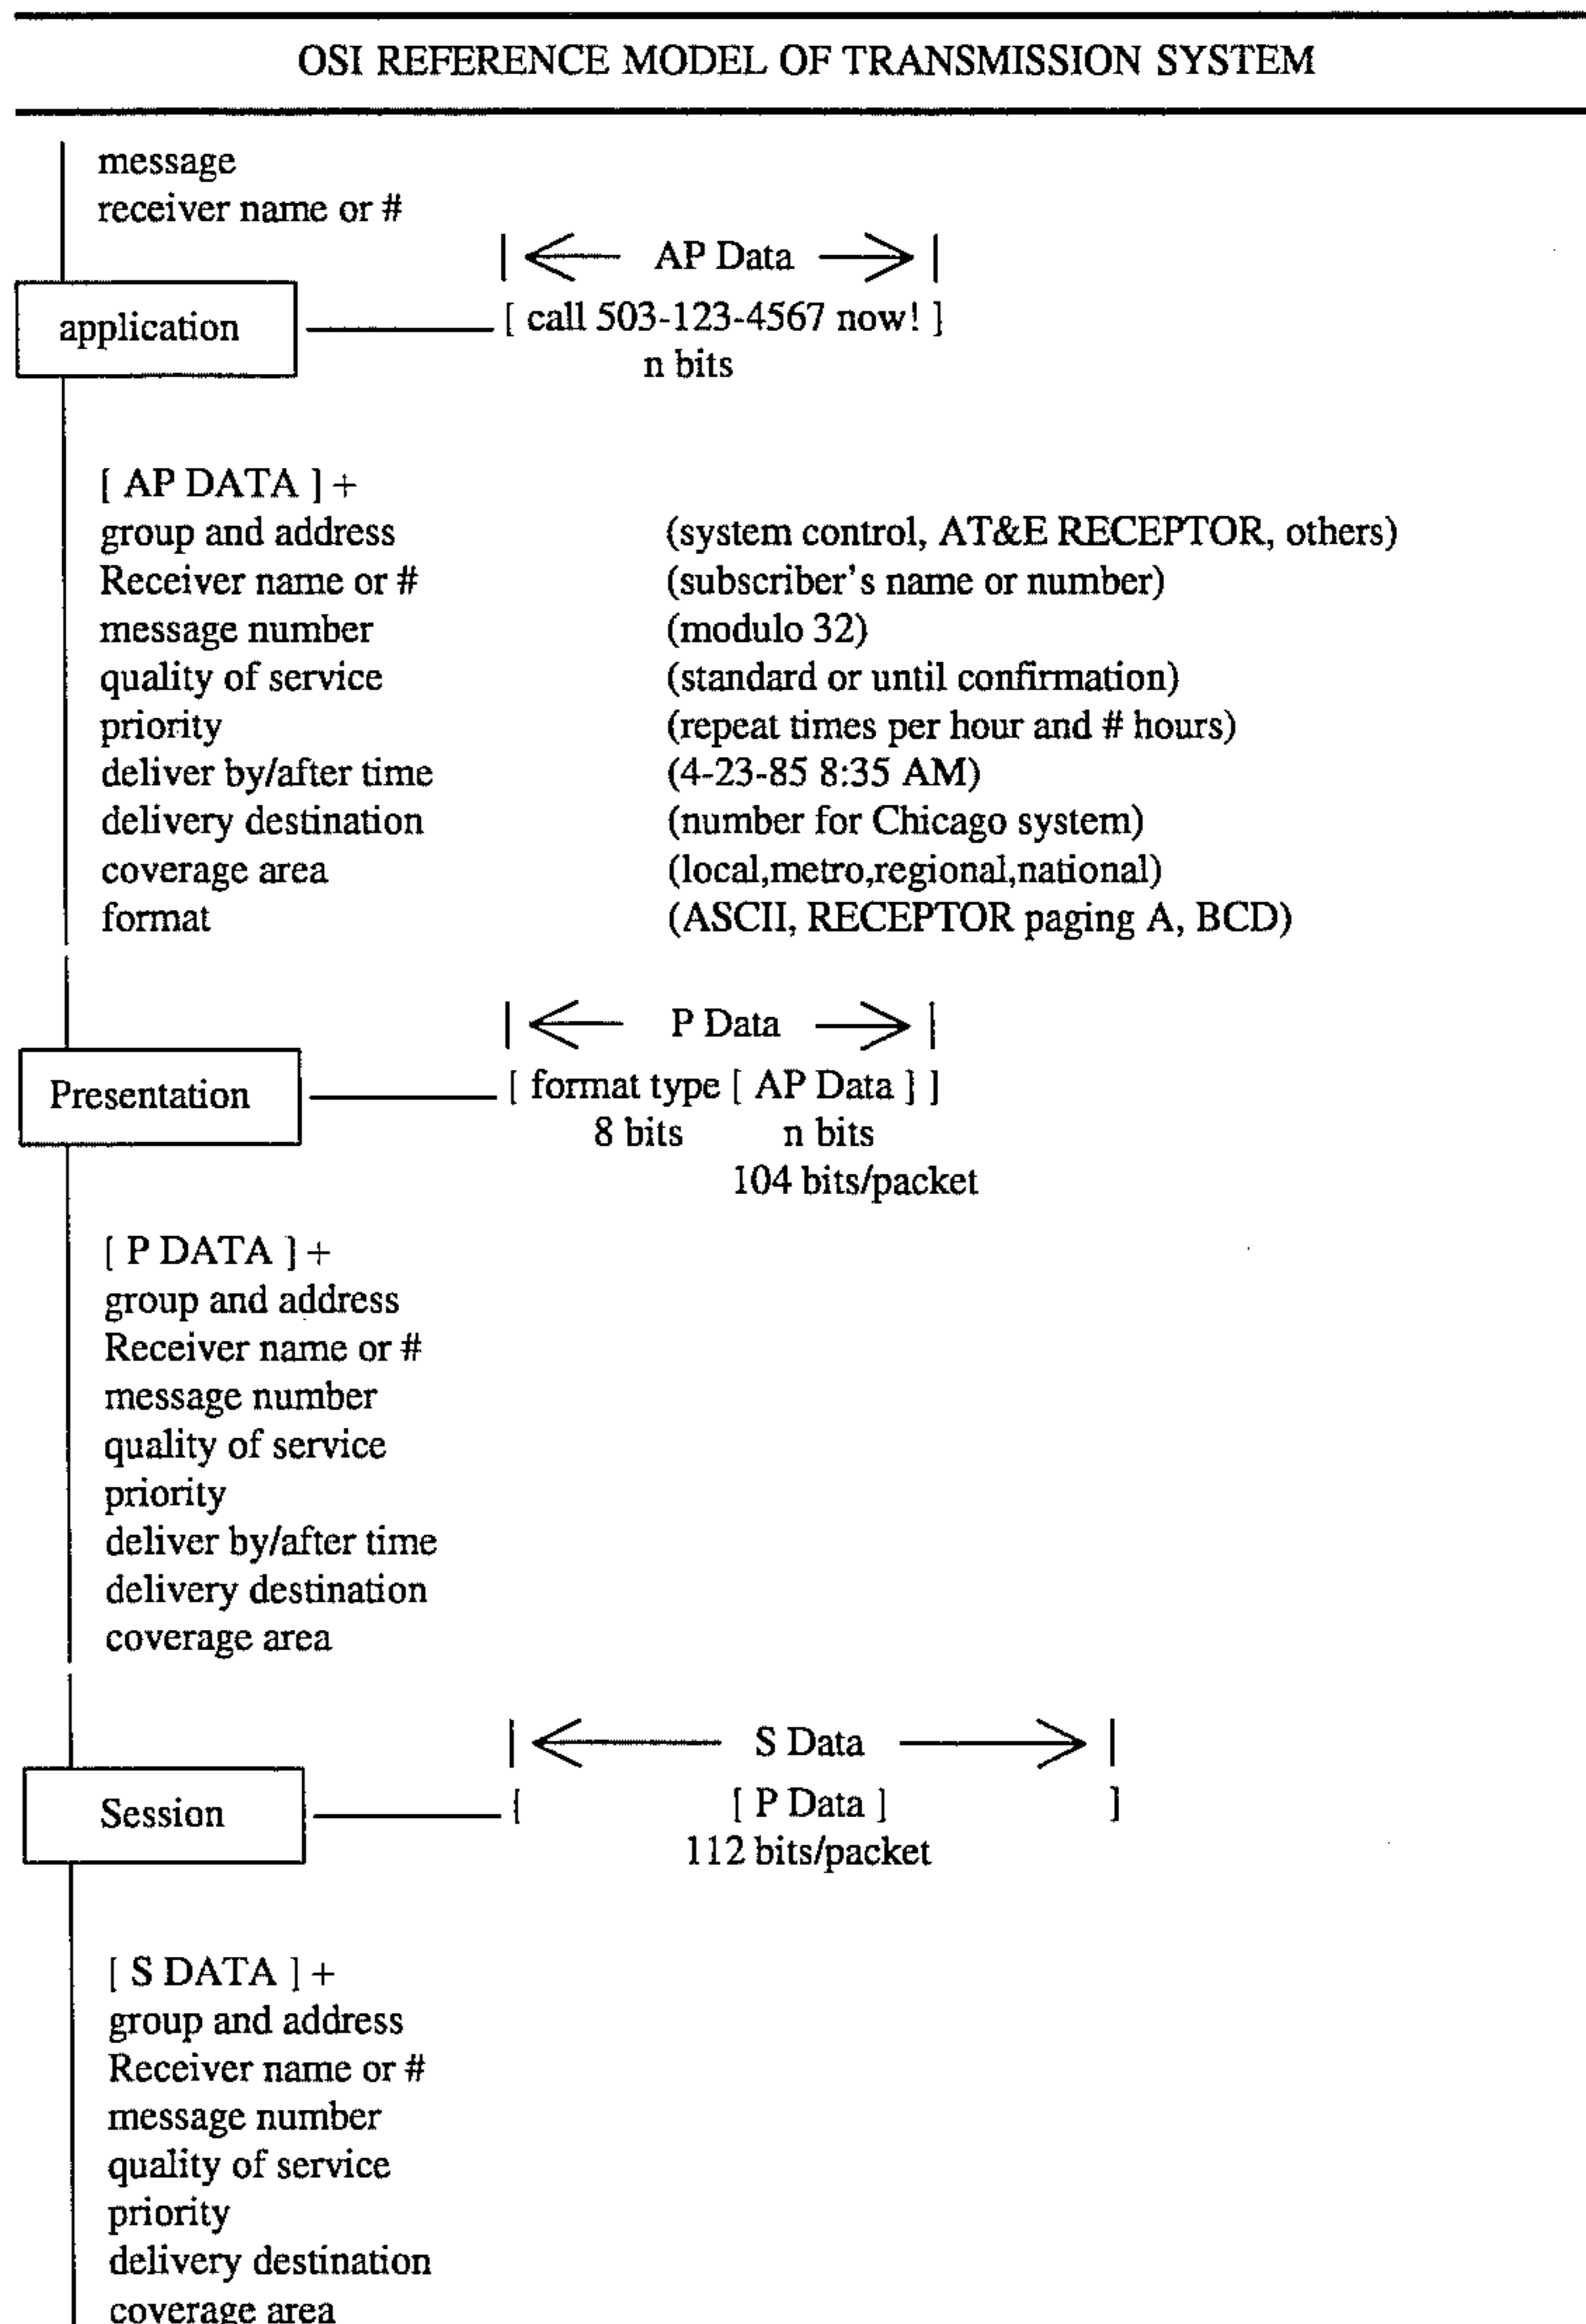 OSI REFERENCE MODEL OF TRANSMISSION SYSTEM
message
receiver name or #
AP Data
application
[ call 503-123-4567 now! ]
n bits
[ AP DATA ] +
group and address (system control, AT&E RECEPTOR, others)
Receiver name or # (subscriber's name or number)
message number (modulo 32)
quality of service (standard or until confirmation)
priority (repeat times per hour and # hours)
deliver by/after time (4-23-85 8:35 AM)
delivery destination (number for Chicago system)
coverage area (local,metro,regional,national)
format (ASCII, RECEPTOR paging A, BCD)
P Data
Presentation
[ format type [ AP Data ] ]
8 bits n bits
104 bits/packet
[ P DATA ] +
group and address
Receiver name or #
message number
quality of service
priority
deliver by/after time
delivery destination
coverage area
S Data
Session
[ [ P Data ] ]
112 bits/packet
[ S DATA ] +
group and address
Receiver name or #
message number
quality of service
priority
delivery destination
coverage area